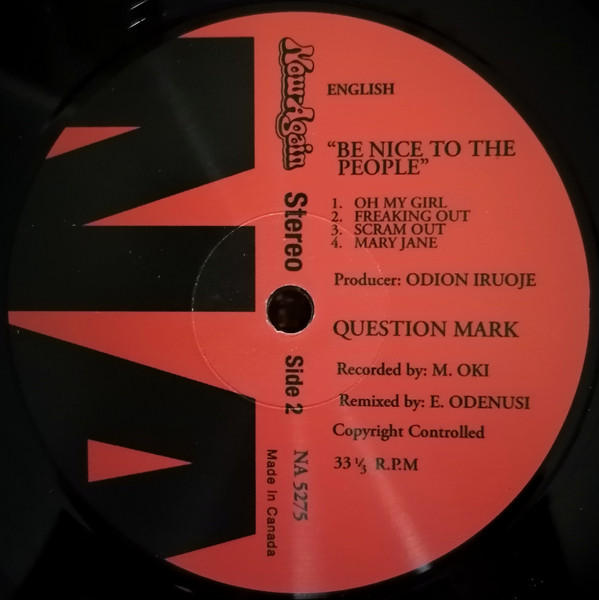 ENGLISH
"BE NICE TO THE
PEOPLE"
1. OH MY GIRL
2. FREAKING OUT
3. SCRAM OUT
4. MARY JANE
Producer: ODION IRUOJE
QUESTION MARK
Recorded by: M. OKI
Remixed by: E. ODENUSI
Copyright Controlled
33 ⅓ R.P.M
Now-Again
Stereo
Side 2
NA 5275
Made In Canada